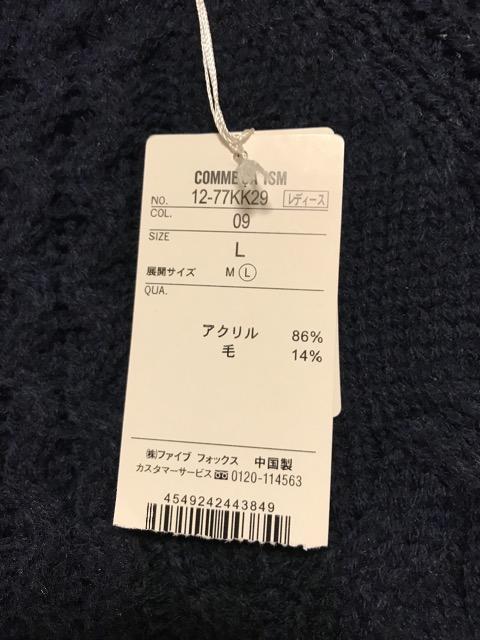 COMME CA ISM
NO. 12-77KK29 レディース
COL. 09
SIZE L
展開サイズ M Ⓛ
QUA.
アクリル 86%
毛 14%
㈱ファイブ フォックス 中国製
カスタマーサービス 0120-114563
4549242443849